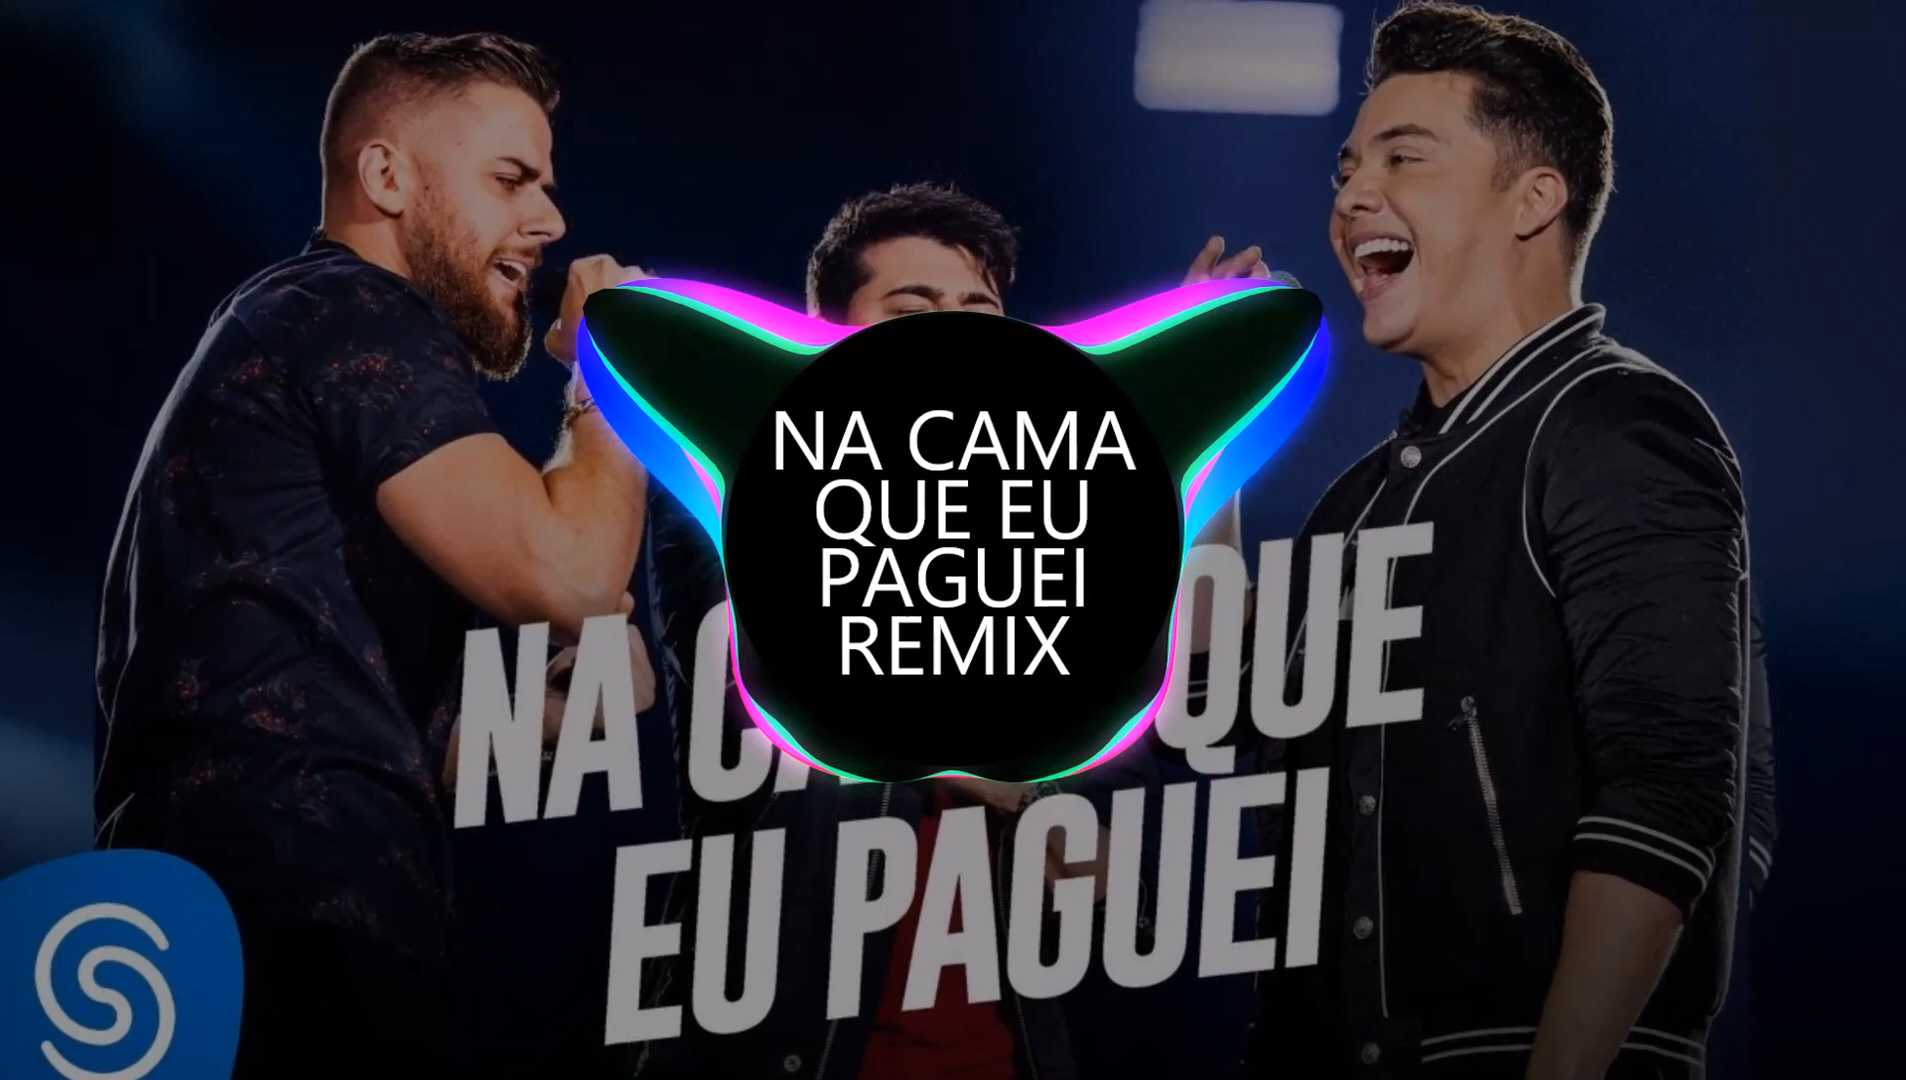 NA CAMA
QUE EU
PAGUEI
REMIX
NA C QUE
EU PAGUEI